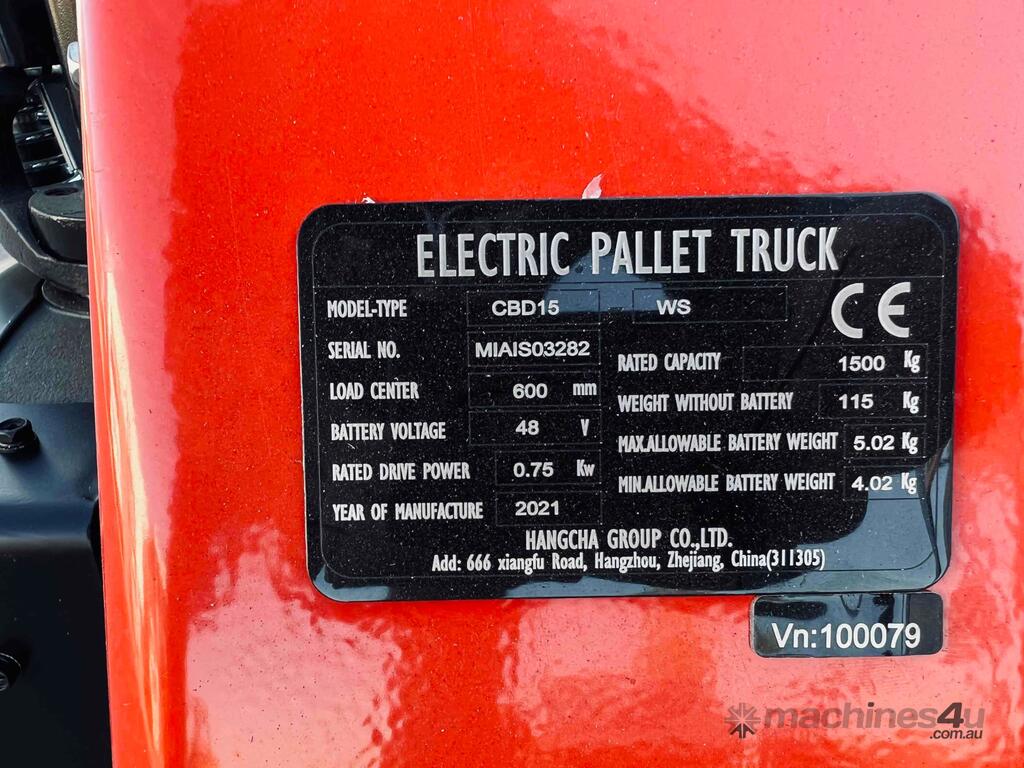 ELECTRIC PALLET TRUCK
MODEL-TYPE CBD15 WS
CE
SERIAL NO. MIAIS03282
RATED CAPACITY 1500 Kg
LOAD CENTER 600 mm
WEIGHT WITHOUT BATTERY 115 Kg
BATTERY VOLTAGE 48 V
MAX.ALLOWABLE BATTERY WEIGHT 5.02 Kg
RATED DRIVE POWER 0.75 Kw
MIN.ALLOWABLE BATTERY WEIGHT 4.02 Kg
YEAR OF MANUFACTURE 2021
HANGCHA GROUP CO.,LTD.
Add: 666 xiangfu Road, Hangzhou, Zhejiang, China(311305)
Vn:100079
machines4u
.com.au